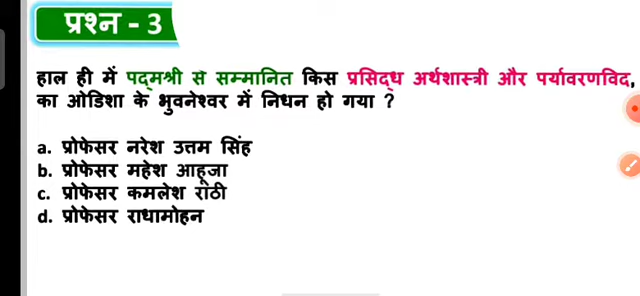 प्रश्न - 3
हाल ही में पद्मश्री से सम्मानित किस प्रसिद्ध अर्थशास्त्री और पर्यावरणविद,
का ओडिशा के भुवनेश्वर में निधन हो गया ?
a. प्रोफेसर नरेश उत्तम सिंह
b. प्रोफेसर महेश आहूजा
c. प्रोफेसर कमलेश राठी
d. प्रोफेसर राधामोहन